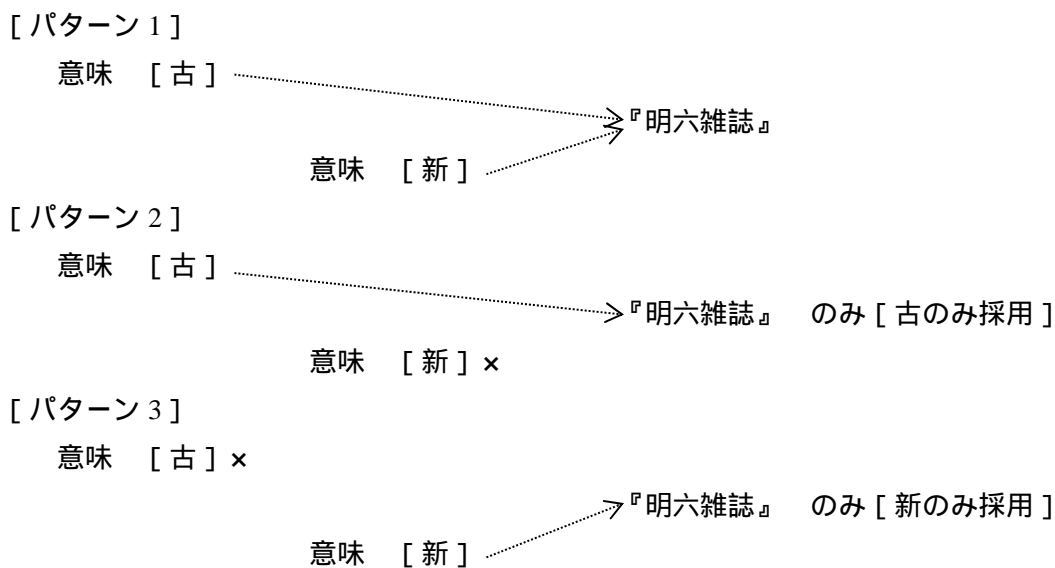 [パターン1]
意味 [古]
『明六雑誌』
意味 [新]
[パターン2]
意味 [古]
『明六雑誌』 のみ[古のみ採用]
意味 [新]×
[パターン3]
意味 [古]×
『明六雑誌』 のみ[新のみ採用]
意味 [新]